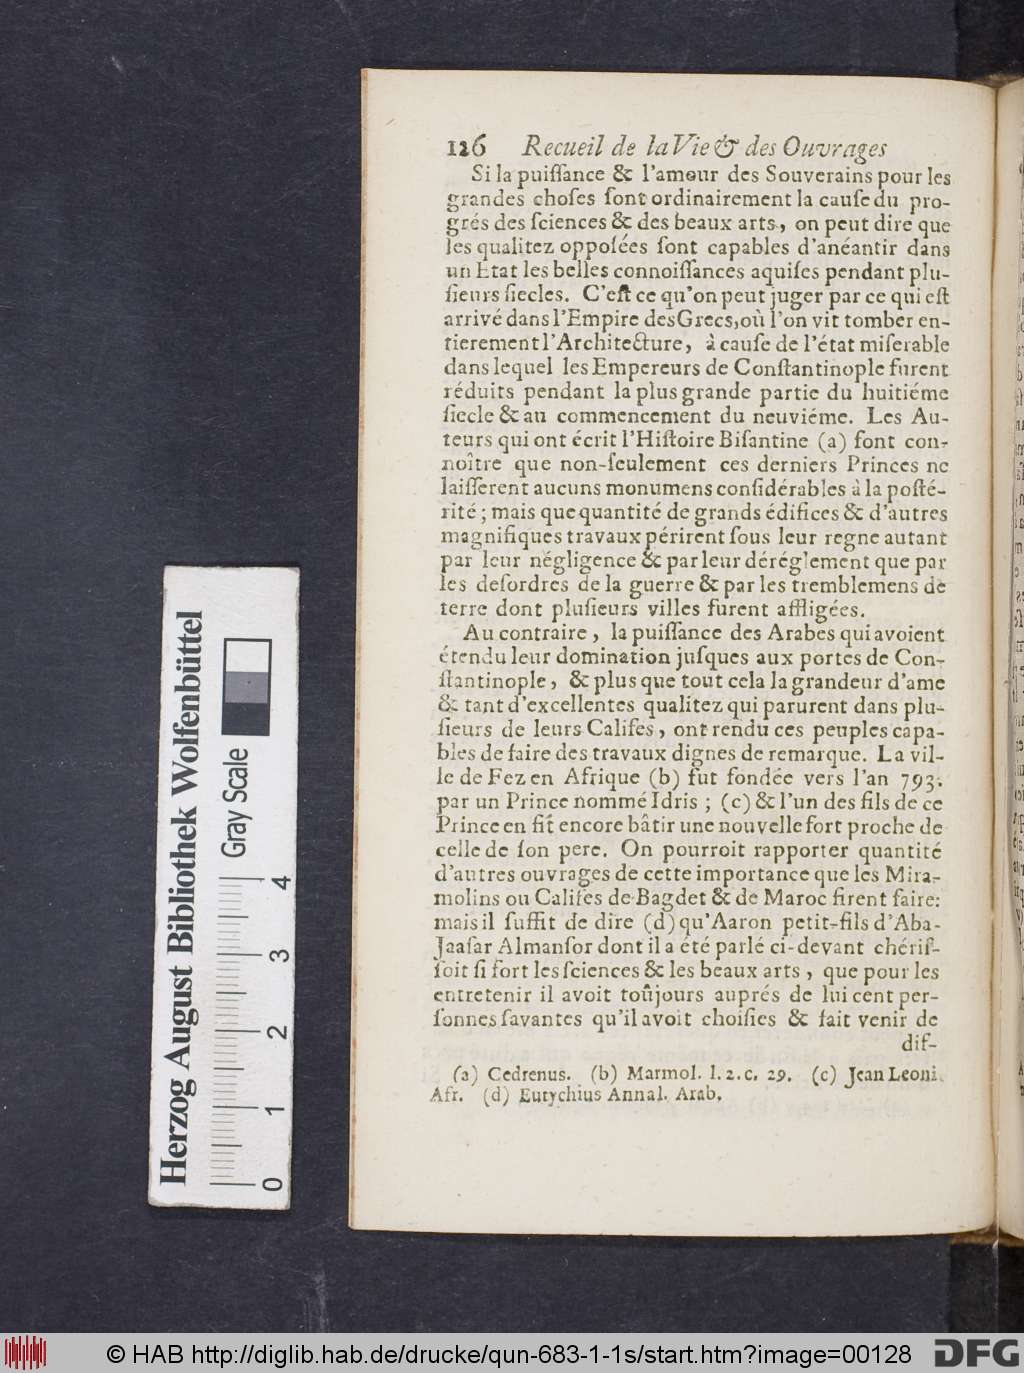 126 Recueil de la Vie & des Ouvrages
Si la puiſſance & l'amour des Souverains pour les
grandes choſes ſont ordinairement la cauſe du pro-
grés des ſciences & des beaux arts, on peut dire que
les qualitez oppoſées ſont capables d'anéantir dans
un Etat les belles connoiſſances aquiſes pendant plu-
ſieurs ſiecles. C'eſt ce qu'on peut juger par ce qui eſt
arrivé dans l'Empire des Grecs, où l'on vit tomber en-
tierement l'Architecture, à cauſe de l'état miſerable
dans lequel les Empereurs de Conſtantinople furent
réduits pendant la plus grande partie du huitiéme
ſiecle & au commencement du neuviéme. Les Au-
teurs qui ont écrit l'Hiſtoire Biſantine (a) font con-
noître que non-ſeulement ces derniers Princes ne
laiſſerent aucuns monumens conſidérables à la poſté-
rité ; mais que quantité de grands édifices & d'autres
magnifiques travaux périrent ſous leur regne autant
par leur négligence & par leur déréglement que par
les deſordres de la guerre & par les tremblemens de
terre dont pluſieurs villes furent affligées.
Au contraire, la puiſſance des Arabes qui avoient
étendu leur domination juſques aux portes de Con-
ſtantinople, & plus que tout cela la grandeur d'ame
& tant d'excellentes qualitez qui parurent dans plu-
ſieurs de leurs Califes, ont rendu ces peuples capa-
bles de faire des travaux dignes de remarque. La vil-
le de Fez en Afrique (b) fut fondée vers l'an 793.
par un Prince nommé Idris ; (c) & l'un des fils de ce
Prince en fit encore bâtir une nouvelle fort proche de
celle de ſon pere. On pourroit rapporter quantité
d'autres ouvrages de cette importance que les Mira-
molins ou Califes de Bagdet & de Maroc firent faire:
mais il ſuffit de dire (d) qu'Aaron petit-fils d'Aba-
Jaafar Almanſor dont il a été parlé ci-devant chériſ-
ſoit ſi fort les ſciences & les beaux arts, que pour les
entretenir il avoit toûjours auprés de lui cent per-
ſonnes ſavantes qu'il avoit choiſies & fait venir de
dif-
(a) Cedrenus. (b) Marmol. l. 2. c. 29. (c) Jean Leoni.
Afr. (d) Eutychius Annal. Arab.
Herzog August Bibliothek Wolfenbüttel
Gray Scale
0 1 2 3 4
© HAB http://diglib.hab.de/drucke/qun-683-1-1s/start.htm?image=00128
DFG